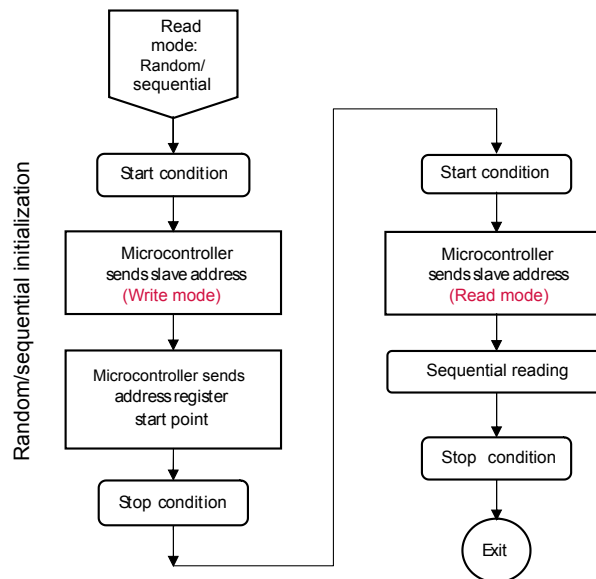 Read
mode:
Random/
sequential
Random/sequential initialization
Start condition
Microcontroller
sends slave address
(Write mode)
Microcontroller sends
address register
start point
Stop condition
Start condition
Microcontroller
sends slave address
(Read mode)
Sequential reading
Stop condition
Exit